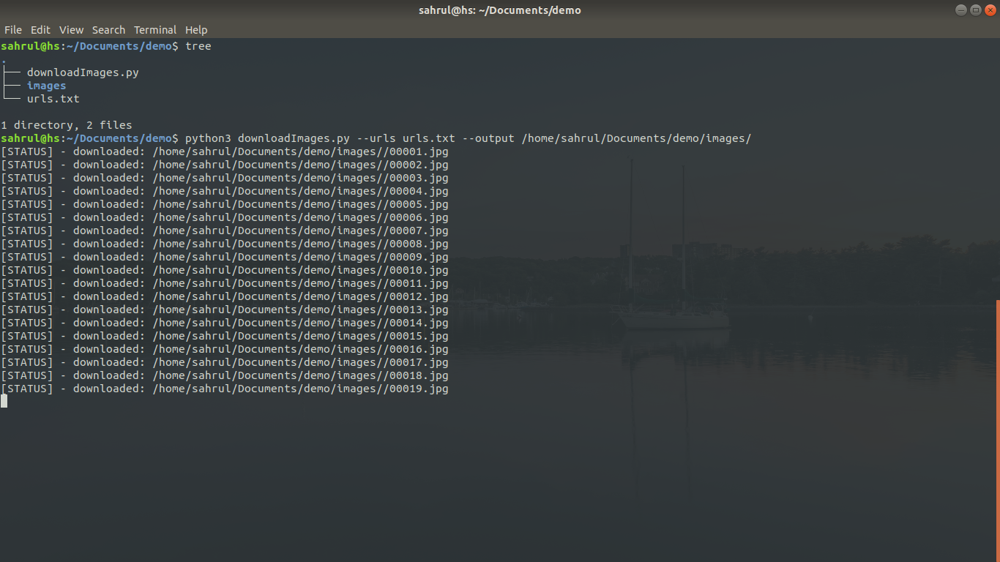 sahrul@hs: ~/Documents/demo
File Edit View Search Terminal Help
sahrul@hs:~/Documents/demo$ tree
.
├── downloadImages.py
├── images
└── urls.txt
1 directory, 2 files
sahrul@hs:~/Documents/demo$ python3 downloadImages.py --urls urls.txt --output /home/sahrul/Documents/demo/images/
[STATUS] - downloaded: /home/sahrul/Documents/demo/images//00001.jpg
[STATUS] - downloaded: /home/sahrul/Documents/demo/images//00002.jpg
[STATUS] - downloaded: /home/sahrul/Documents/demo/images//00003.jpg
[STATUS] - downloaded: /home/sahrul/Documents/demo/images//00004.jpg
[STATUS] - downloaded: /home/sahrul/Documents/demo/images//00005.jpg
[STATUS] - downloaded: /home/sahrul/Documents/demo/images//00006.jpg
[STATUS] - downloaded: /home/sahrul/Documents/demo/images//00007.jpg
[STATUS] - downloaded: /home/sahrul/Documents/demo/images//00008.jpg
[STATUS] - downloaded: /home/sahrul/Documents/demo/images//00009.jpg
[STATUS] - downloaded: /home/sahrul/Documents/demo/images//00010.jpg
[STATUS] - downloaded: /home/sahrul/Documents/demo/images//00011.jpg
[STATUS] - downloaded: /home/sahrul/Documents/demo/images//00012.jpg
[STATUS] - downloaded: /home/sahrul/Documents/demo/images//00013.jpg
[STATUS] - downloaded: /home/sahrul/Documents/demo/images//00014.jpg
[STATUS] - downloaded: /home/sahrul/Documents/demo/images//00015.jpg
[STATUS] - downloaded: /home/sahrul/Documents/demo/images//00016.jpg
[STATUS] - downloaded: /home/sahrul/Documents/demo/images//00017.jpg
[STATUS] - downloaded: /home/sahrul/Documents/demo/images//00018.jpg
[STATUS] - downloaded: /home/sahrul/Documents/demo/images//00019.jpg